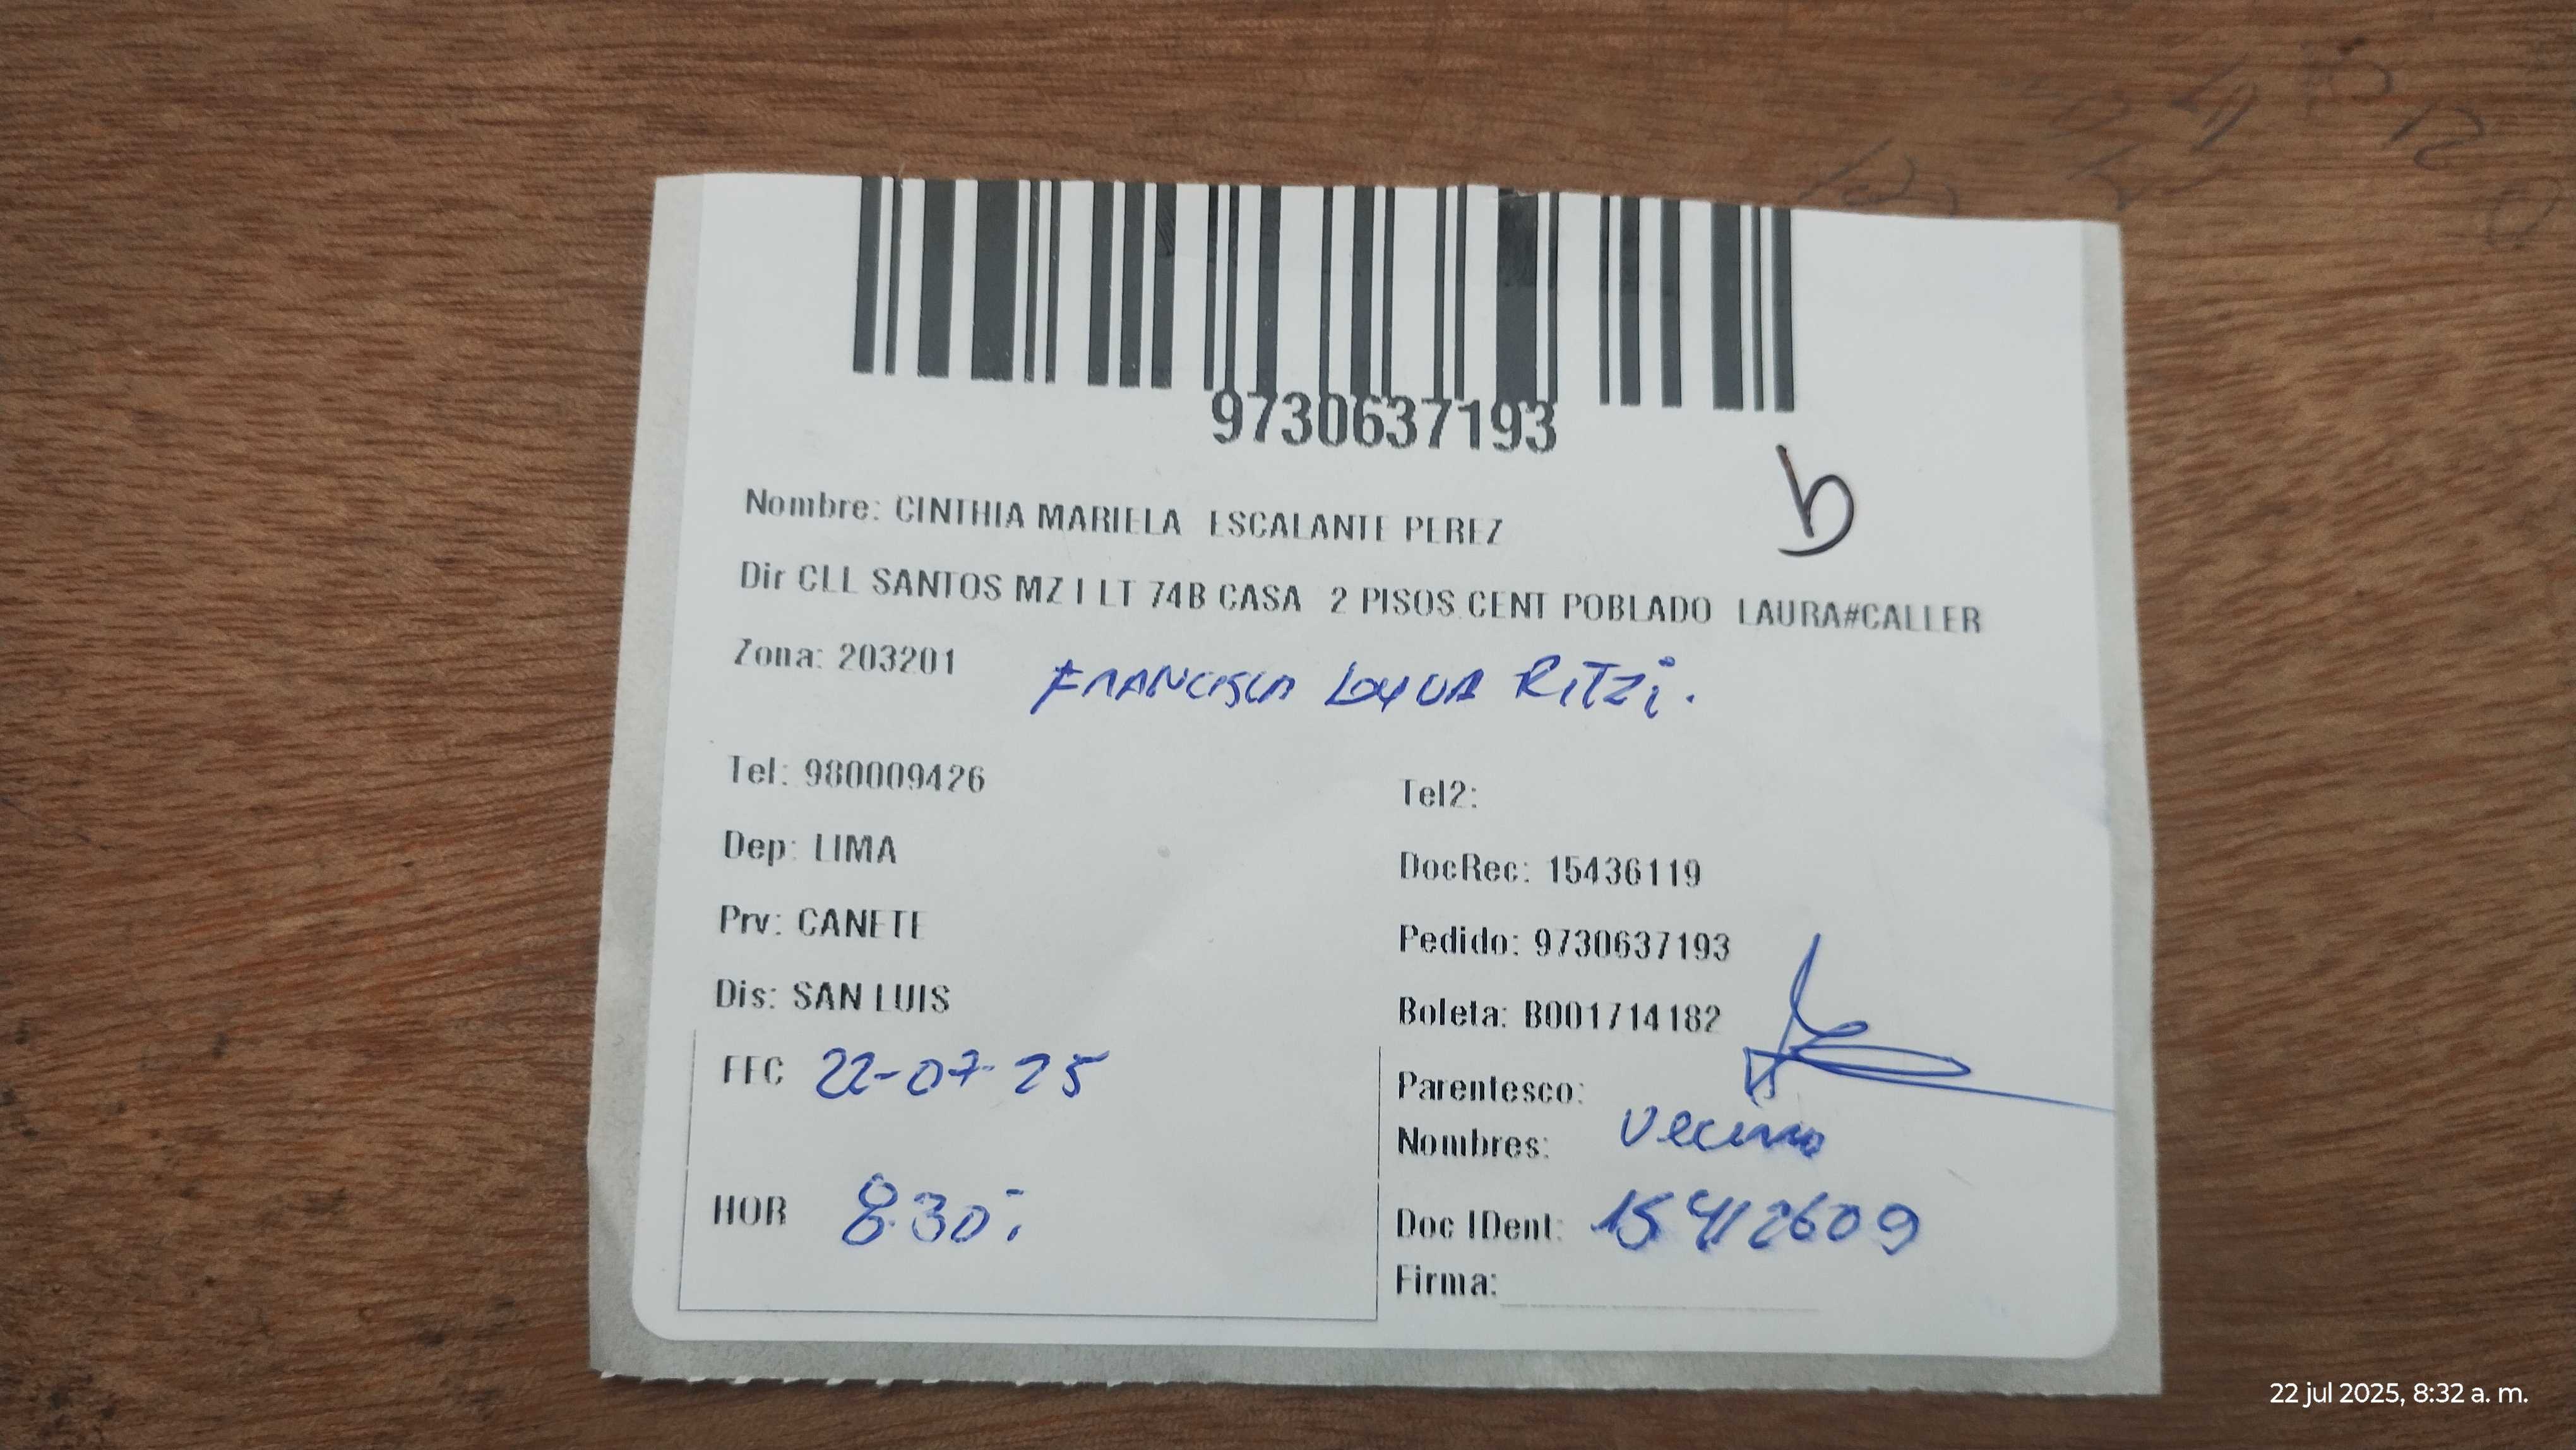 9730637193
b
Nombre: CINTHIA MARIELA ESCALANTE PEREZ
Dir CLL SANTOS MZ I LT 74B CASA 2 PISOS CENT POBLADO LAURA#CALLER
Zona: 203201
RITZI.
Tel: 980009426
Tel2:
Dep: LIMA
DocRec: 15436119
Prv: CANETE
Pedido: 9730637193
Dis: SAN LUIS
Boleta: B001714182
FEC 22-07-25
Parentesco:
Nombres: Vecino
HOR 8:30
Doc IDent: 15412609
Firma:
22 jul 2025, 8:32 a. m.